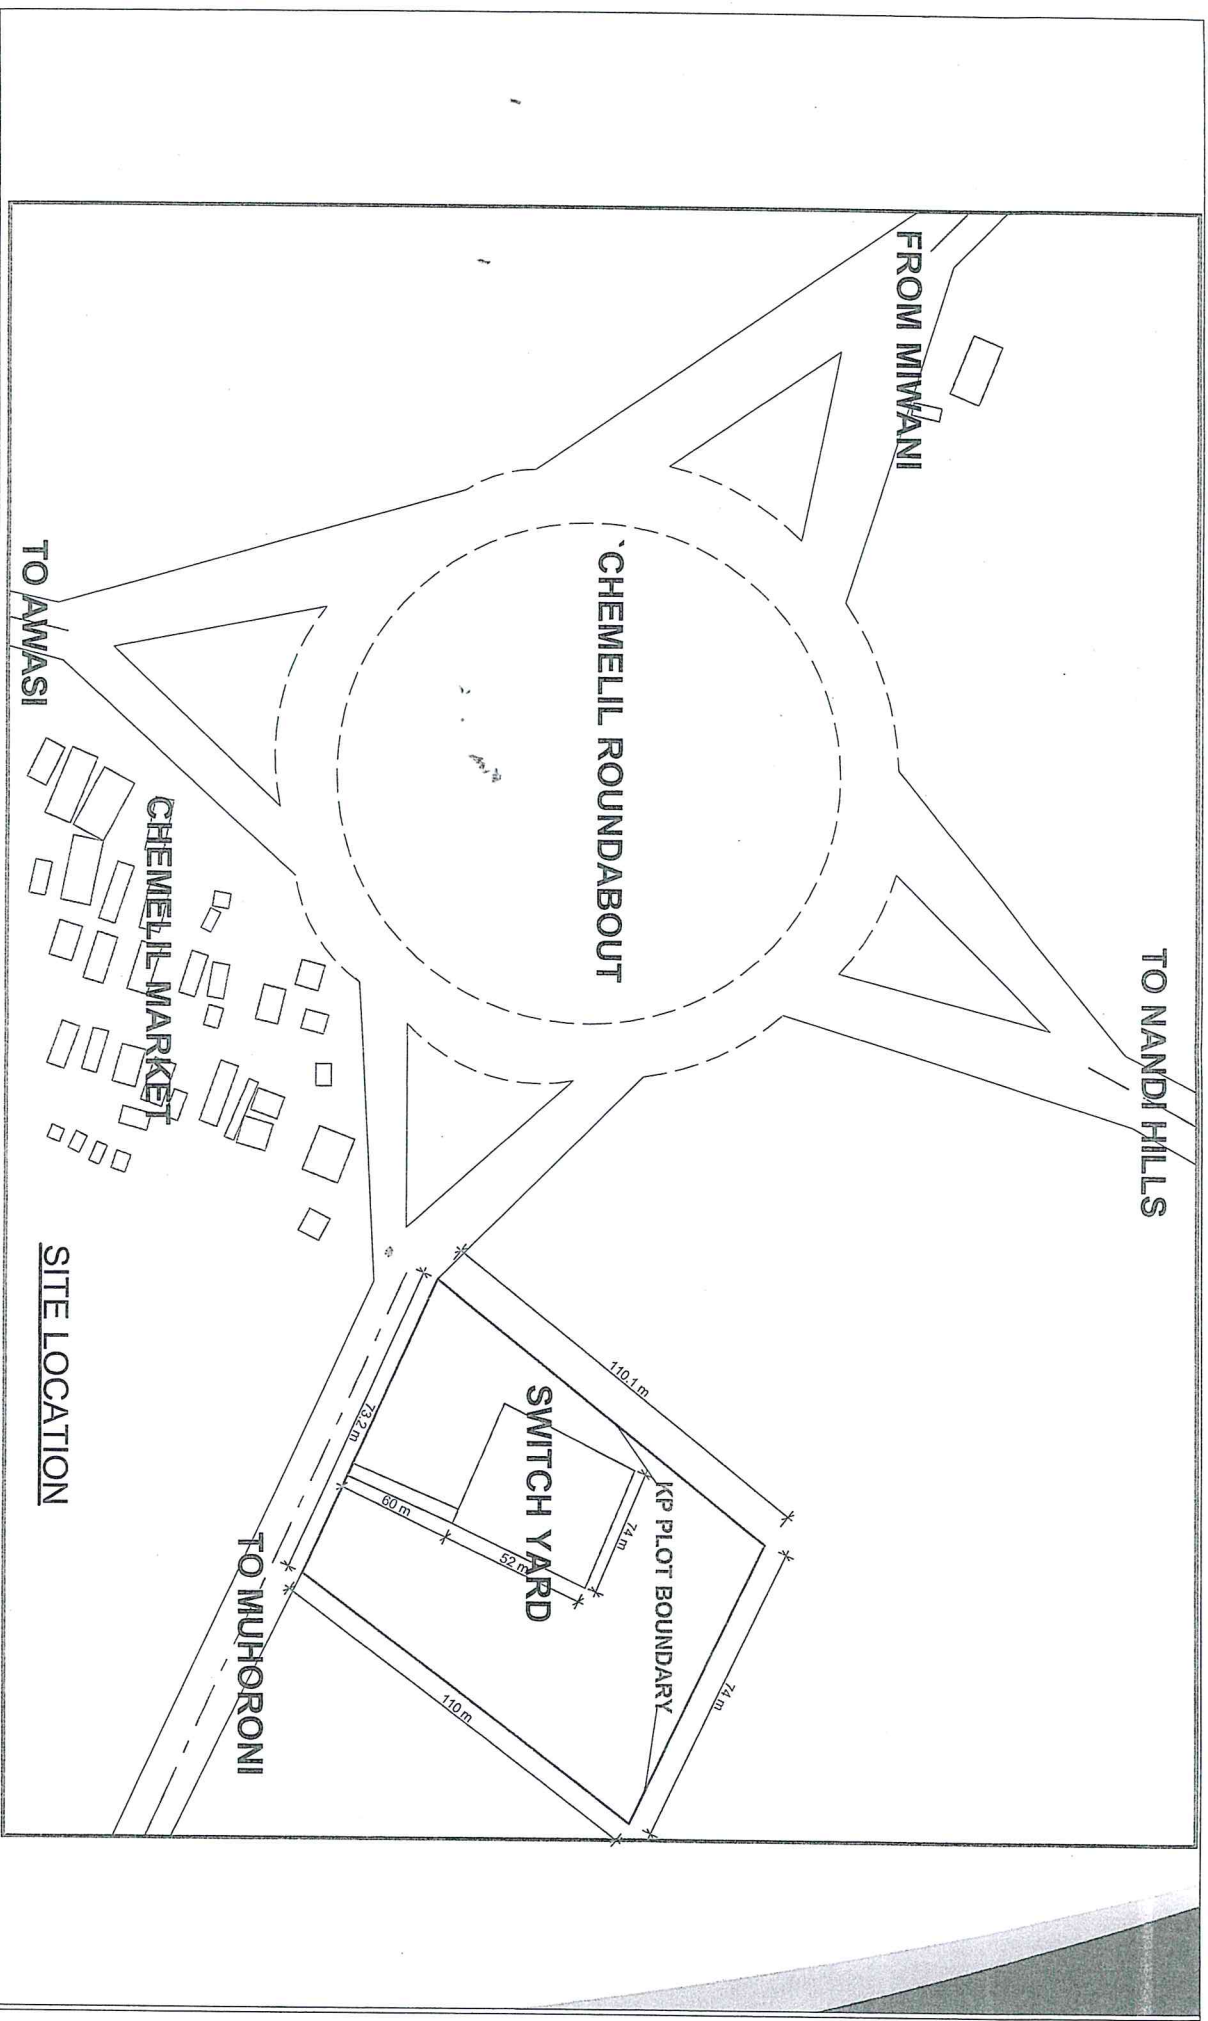 TO NANDI HILLS
FROM MIWANI
`CHEMELIL ROUNDABOUT
110.1 m
KP PLOT BOUNDARY
74 m
74 m
SWITCH YARD
52 m
60 m
73.2 m
110 m
CHEMELIL MARKET
TO MUHORONI
TO AWASI
SITE LOCATION